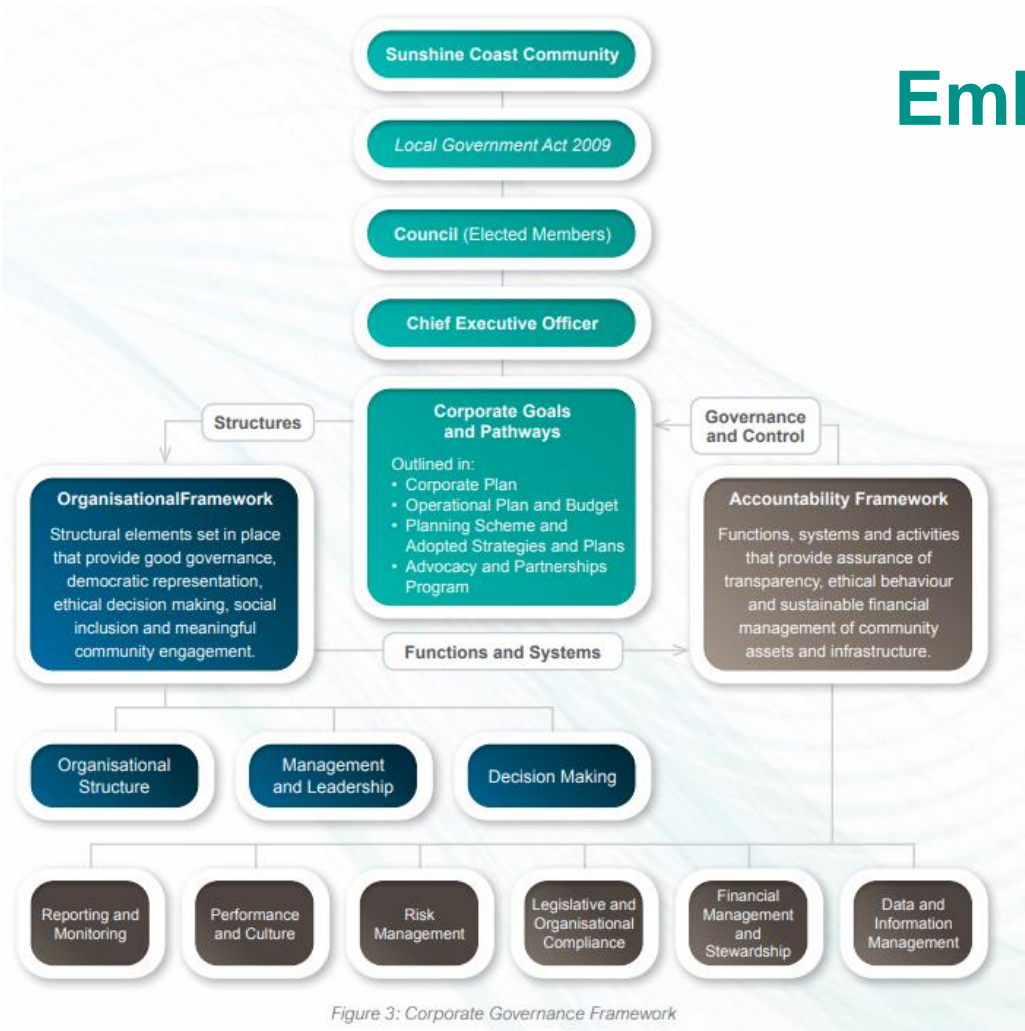 Sunshine Coast Community
Eml
Local Government Act 2009
Council (Elected Members)
Chief Executive Officer
Structures
Corporate Goals
and Pathways
Outlined in:
• Corporate Plan
• Operational Plan and Budget
• Planning Scheme and
Adopted Strategies and Plans
• Advocacy and Partnerships
Program
Governance
and Control
OrganisationalFramework
Structural elements set in place
that provide good governance,
democratic representation,
ethical decision making, social
inclusion and meaningful
community engagement.
Functions and Systems
Accountability Framework
Functions, systems and activities
that provide assurance of
transparency, ethical behaviour
and sustainable financial
management of community
assets and infrastructure.
Organisational
Structure
Management
and Leadership
Decision Making
Reporting and
Monitoring
Performance
and Culture
Risk
Management
Legislative and
Organisational
Compliance
Financial
Management
and
Stewardship
Data and
Information
Management
Figure 3: Corporate Governance Framework